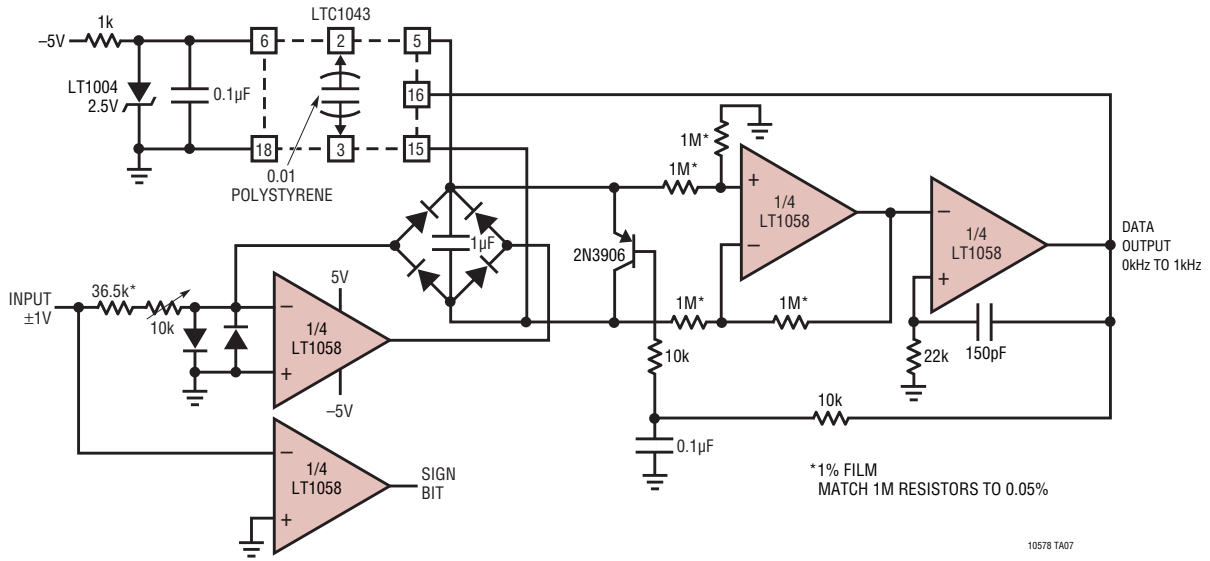 LTC1043
1k
–5V
6
2
5
LT1004
2.5V
0.1µF
16
18
3
15
0.01
POLYSTYRENE
1M*
1M*
+
–
1/4
LT1058
–
+
1/4
LT1058
DATA
OUTPUT
0kHz TO 1kHz
1µF
2N3906
INPUT
±1V
36.5k*
10k
5V
–
+
1/4
LT1058
–5V
1M*
1M*
10k
22k
150pF
10k
0.1µF
–
+
1/4
LT1058
SIGN
BIT
*1% FILM
MATCH 1M RESISTORS TO 0.05%
10578 TA07